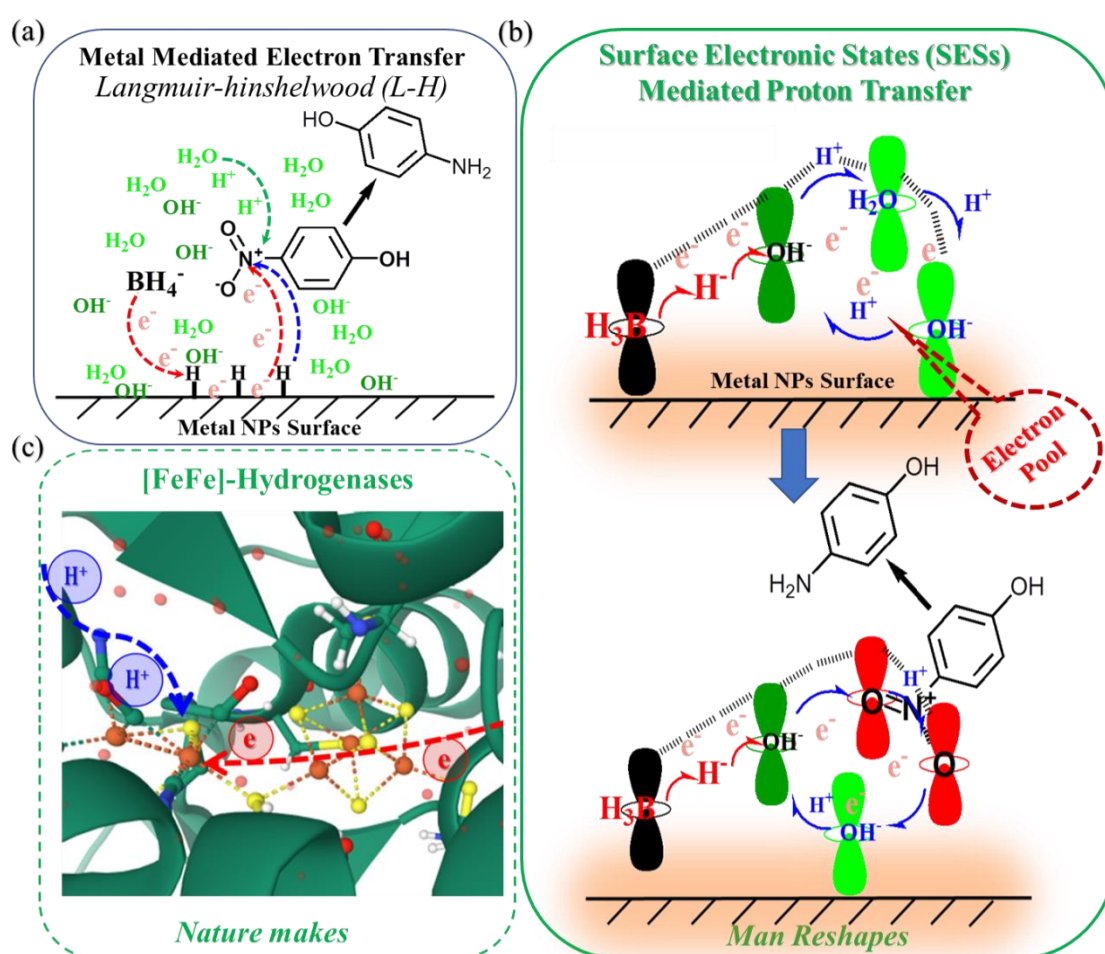 (a)
Metal Mediated Electron Transfer
Langmuir-hinshelwood (L-H)
HO
NH₂
H₂O
H₂O
H₂O
H⁺
H₂O
OH⁻
H⁺
O
H₂O
OH⁻
N⁺
OH
BH₄⁻
⁻O
e⁻
OH⁻
OH⁻
e⁻
H₂O
H₂O
e⁻
OH⁻
e⁻
H₂O
H₂O
H
H
H
OH⁻
OH⁻
e⁻
e⁻
Metal NPs Surface
(b)
Surface Electronic States (SESs)
Mediated Proton Transfer
H⁺
H₂O
H⁺
e⁻
e⁻
OH⁻
e⁻
e
H⁻
e⁻
H₃B
H⁺
OH⁻
Metal NPs Surface
Electron
Pool
OH
H₂N
OH
H⁺
O=N⁺
e⁻
e⁻
e⁻
OH⁻
O
H⁻
e⁻
H₃B
H⁺
e⁻
OH⁻
Man Reshapes
(c)
[FeFe]-Hydrogenases
H⁺
H⁺
e
e
Nature makes